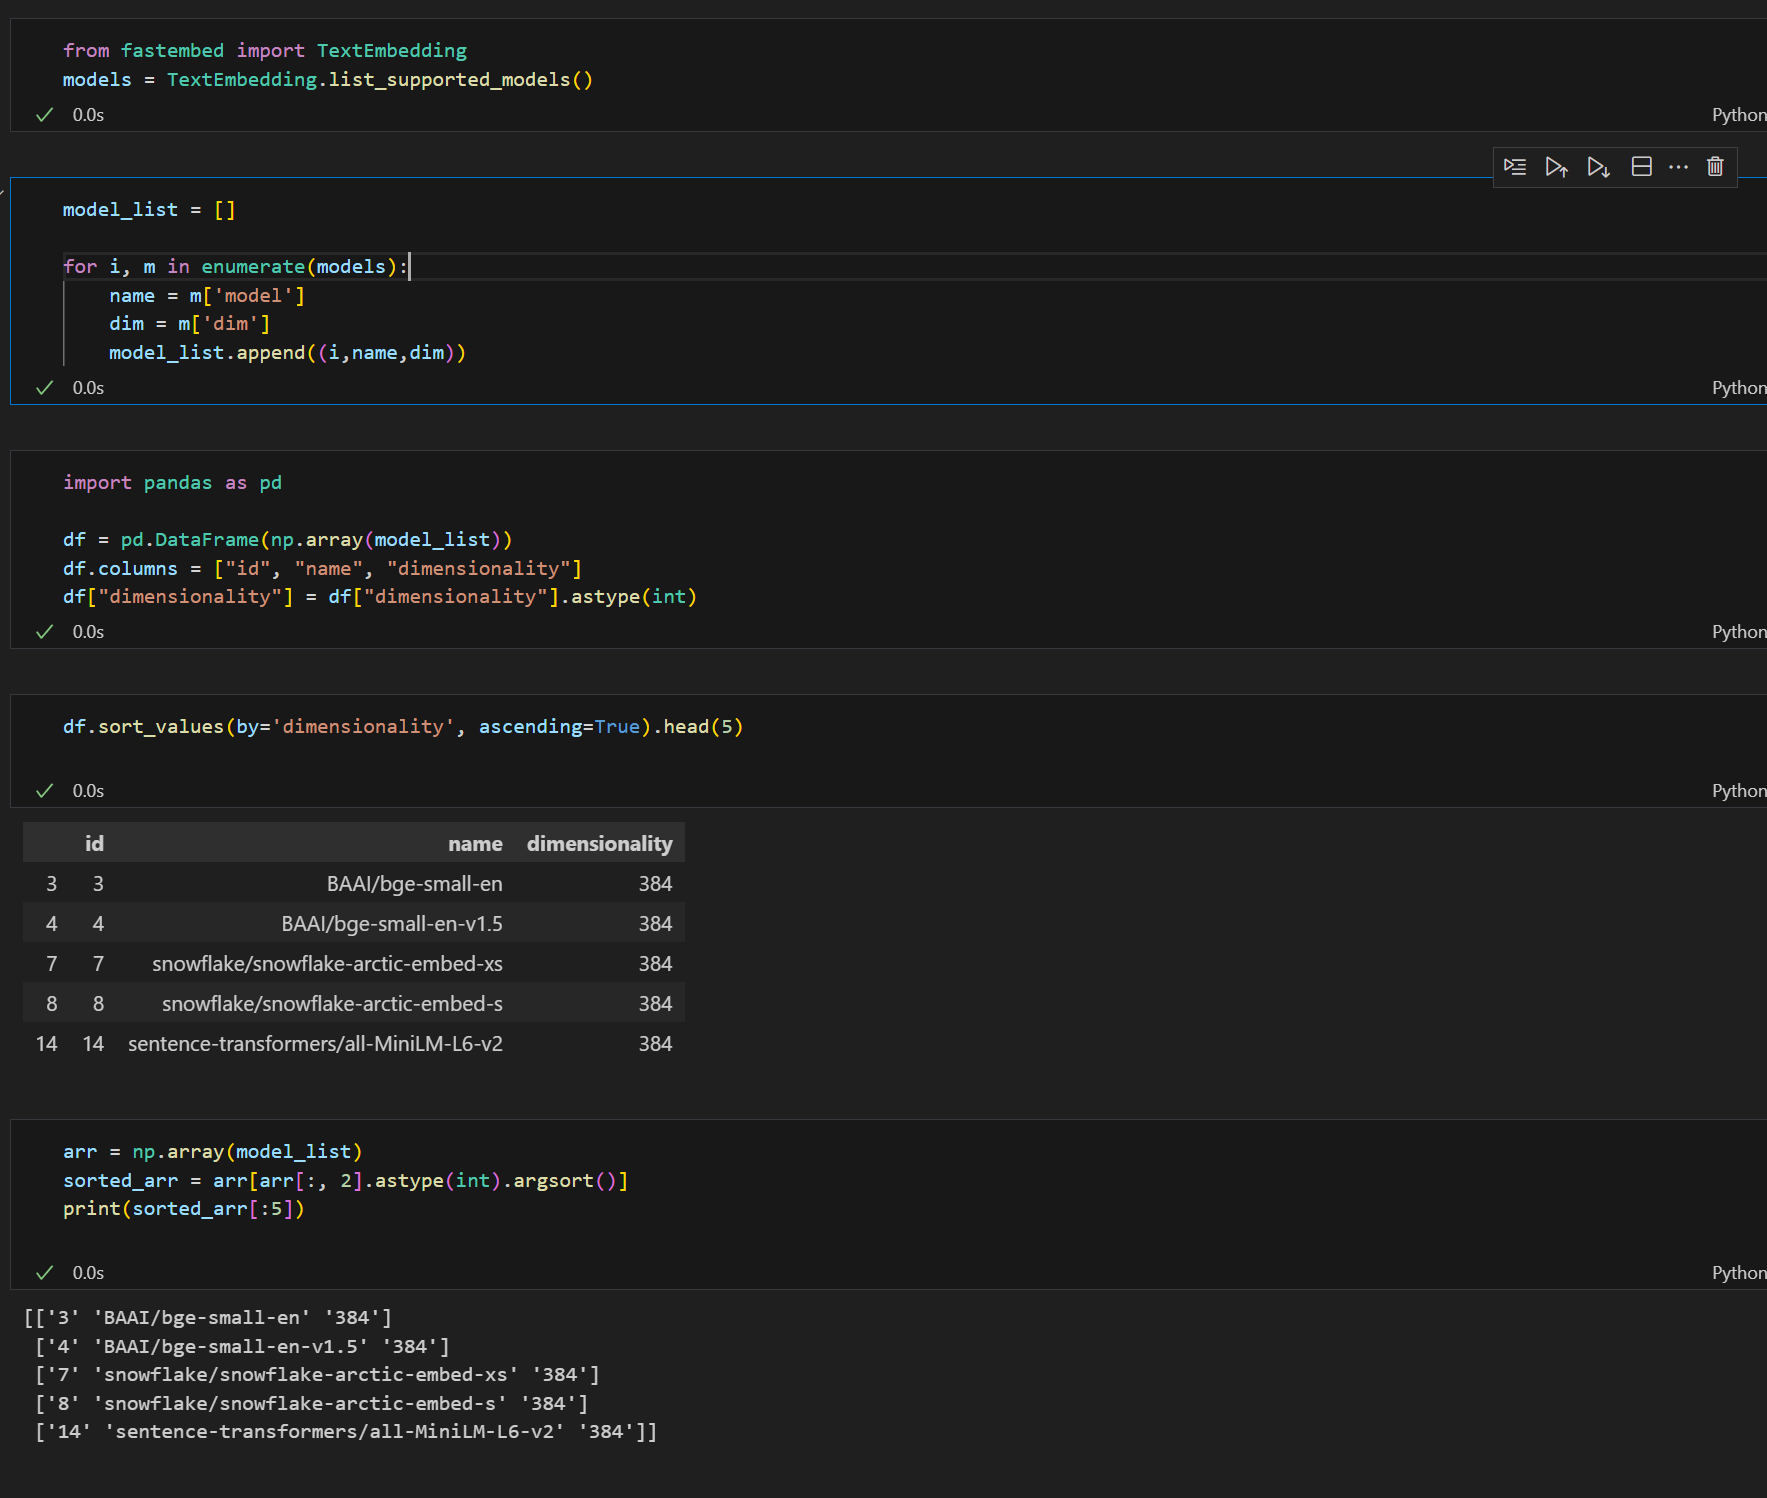 from fastembed import TextEmbedding
models = TextEmbedding.list_supported_models()
0.0s
Python
model_list = []
for i, m in enumerate(models):
    name = m['model']
    dim = m['dim']
    model_list.append((i,name,dim))
0.0s
Python
import pandas as pd
df = pd.DataFrame(np.array(model_list))
df.columns = ["id", "name", "dimensionality"]
df["dimensionality"] = df["dimensionality"].astype(int)
0.0s
Python
df.sort_values(by='dimensionality', ascending=True).head(5)
0.0s
Python
id name dimensionality
3 3 BAAI/bge-small-en 384
4 4 BAAI/bge-small-en-v1.5 384
7 7 snowflake/snowflake-arctic-embed-xs 384
8 8 snowflake/snowflake-arctic-embed-s 384
14 14 sentence-transformers/all-MiniLM-L6-v2 384
arr = np.array(model_list)
sorted_arr = arr[arr[:, 2].astype(int).argsort()]
print(sorted_arr[:5])
0.0s
Python
[['3' 'BAAI/bge-small-en' '384']
 ['4' 'BAAI/bge-small-en-v1.5' '384']
 ['7' 'snowflake/snowflake-arctic-embed-xs' '384']
 ['8' 'snowflake/snowflake-arctic-embed-s' '384']
 ['14' 'sentence-transformers/all-MiniLM-L6-v2' '384']]